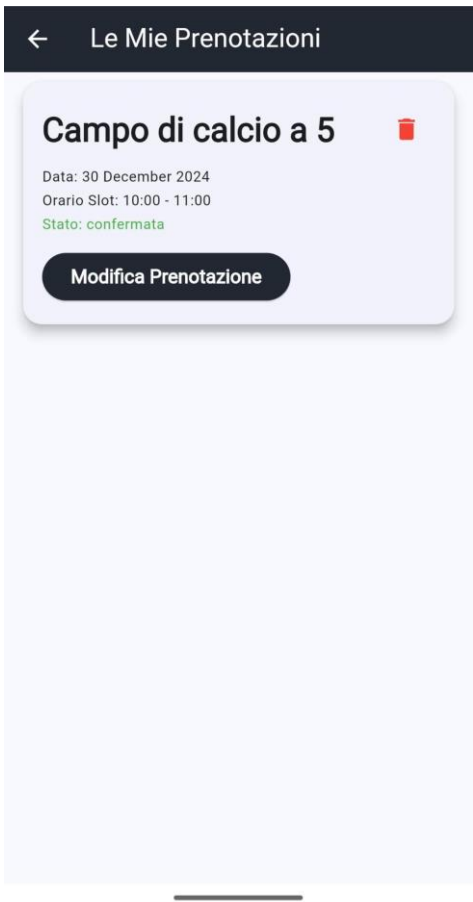 Le Mie Prenotazioni
Campo di calcio a 5
Data: 30 December 2024
Orario Slot: 10:00 - 11:00
Stato: confermata
Modifica Prenotazione